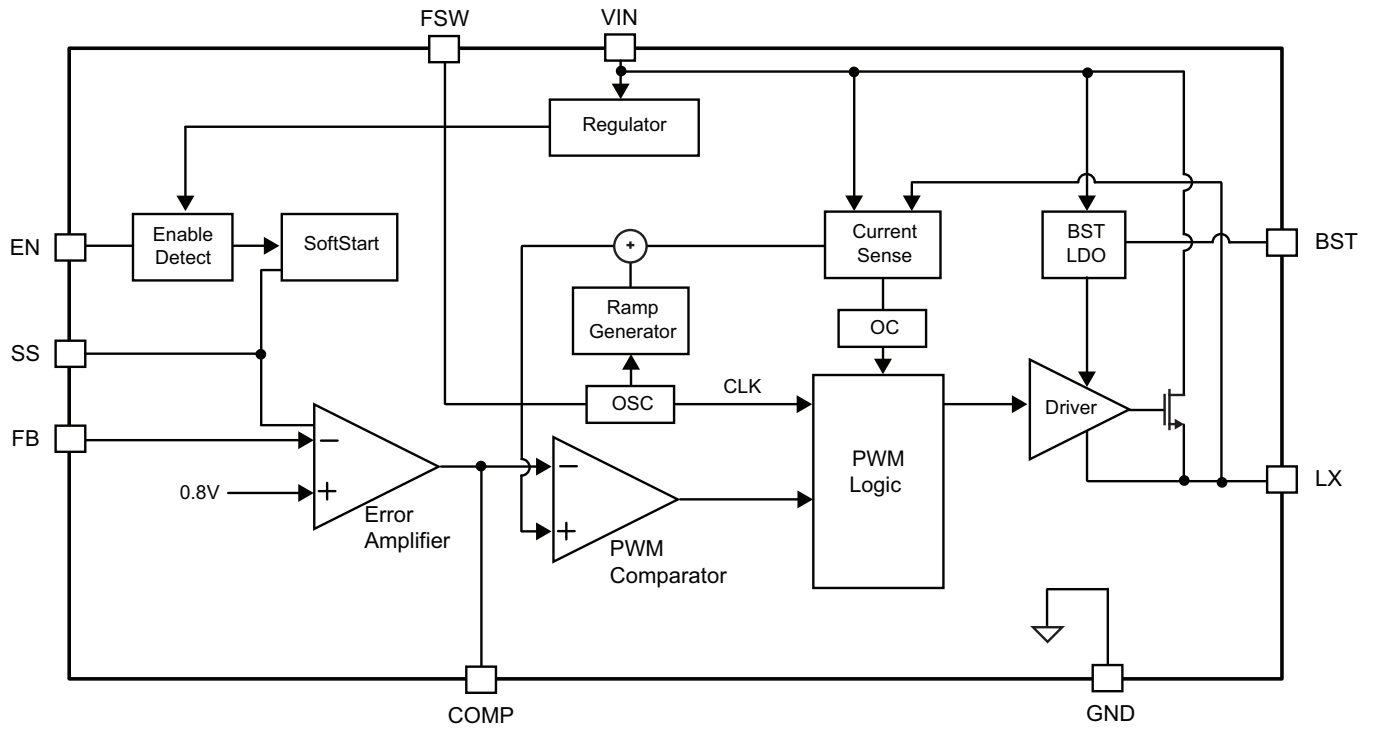 FSW
VIN
Regulator
EN
Enable
Detect
SoftStart
+
Current
Sense
BST
LDO
BST
Ramp
Generator
OC
SS
OSC
CLK
Driver
FB
−
0.8V
+
Error
Amplifier
−
+
PWM
Comparator
PWM
Logic
LX
COMP
GND